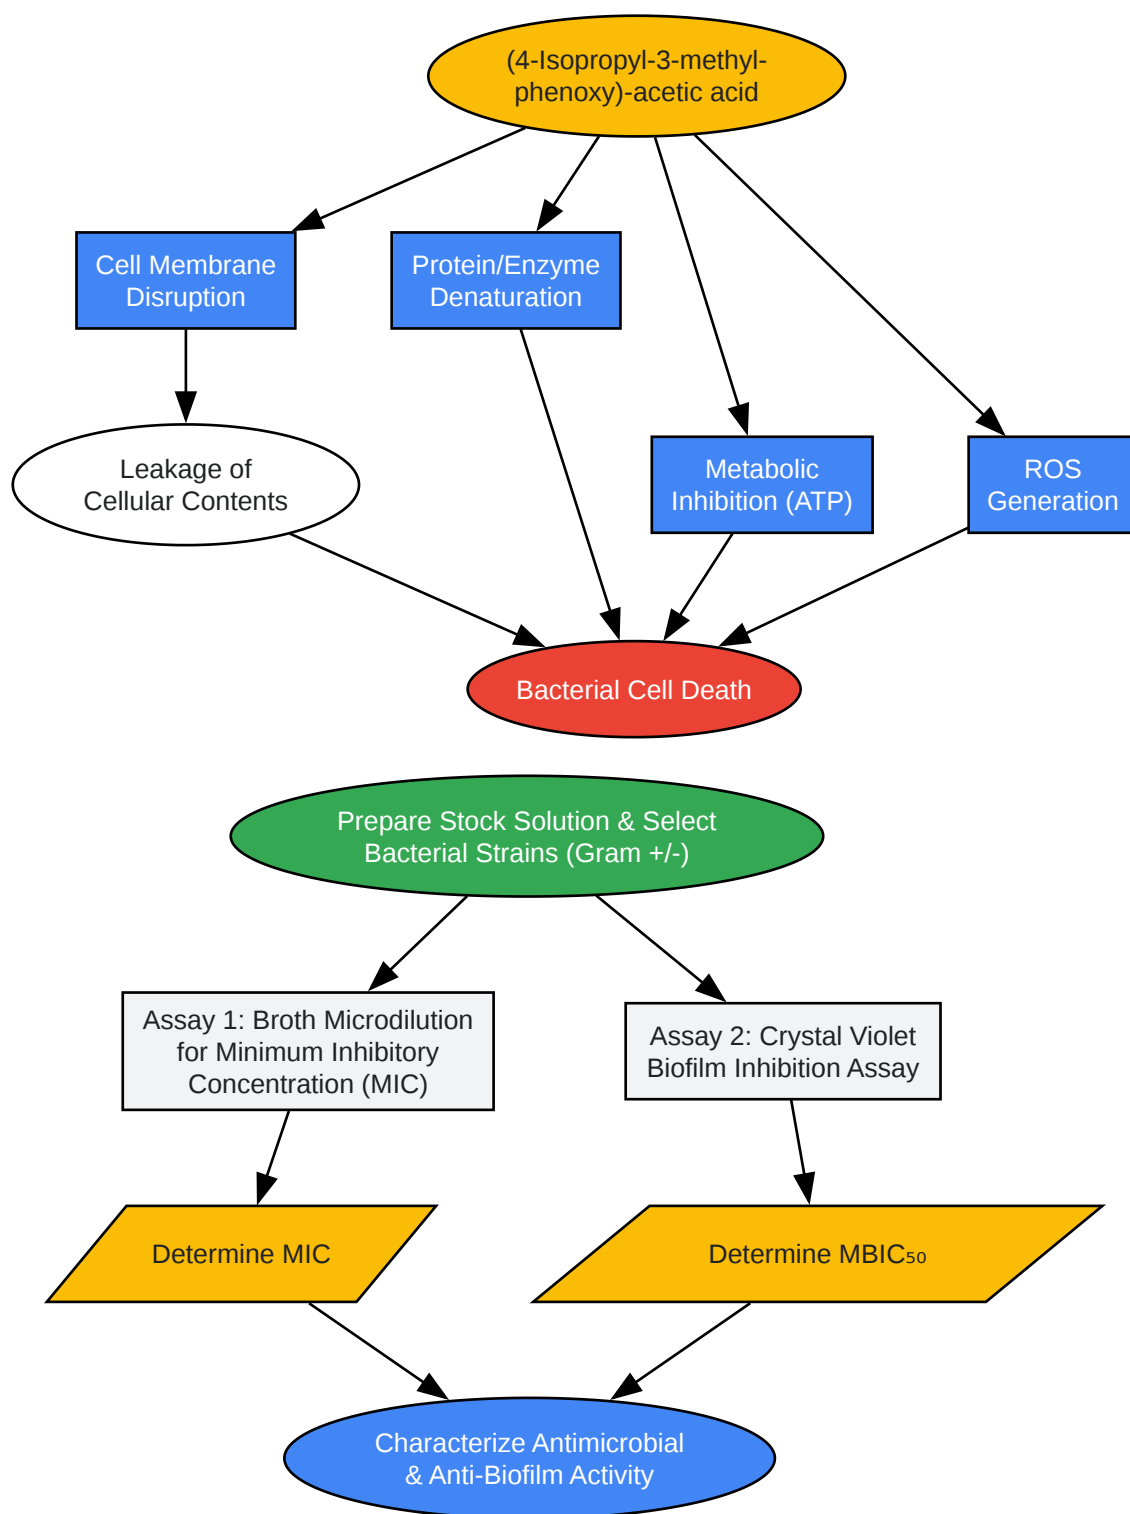 (4-Isopropyl-3-methyl-
phenoxy)-acetic acid
Cell Membrane
Disruption
Protein/Enzyme
Denaturation
Leakage of
Cellular Contents
Metabolic
Inhibition (ATP)
ROS
Generation
Bacterial Cell Death
Prepare Stock Solution & Select
Bacterial Strains (Gram +/-)
Assay 1: Broth Microdilution
for Minimum Inhibitory
Concentration (MIC)
Assay 2: Crystal Violet
Biofilm Inhibition Assay
Determine MIC
Determine MBIC₅₀
Characterize Antimicrobial
& Anti-Biofilm Activity